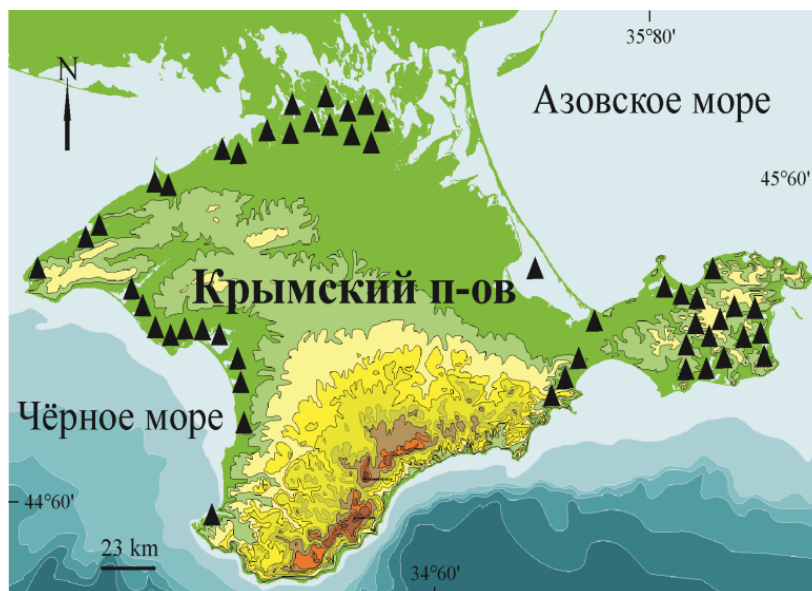 35°80'
N
Азовское море
45°60'
Крымский п-ов
Чёрное море
44°60'
23 km
34°60'